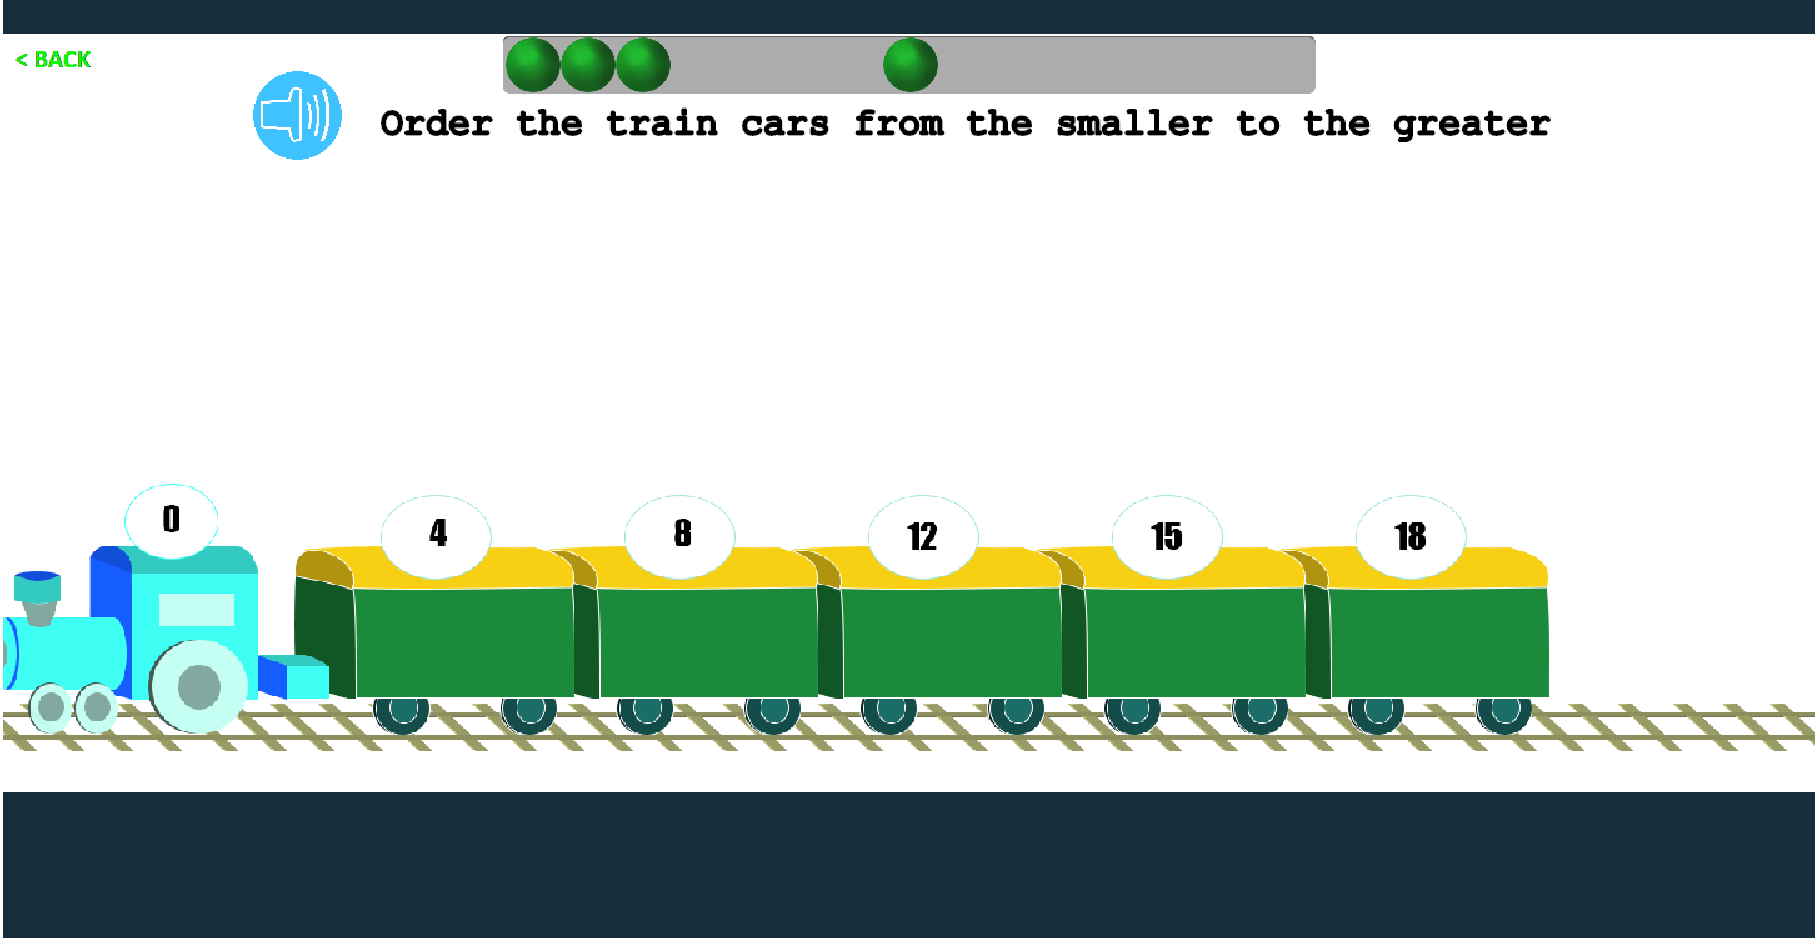 < BACK
Order the train cars from the smaller to the greater
0 4 8 12 15 18